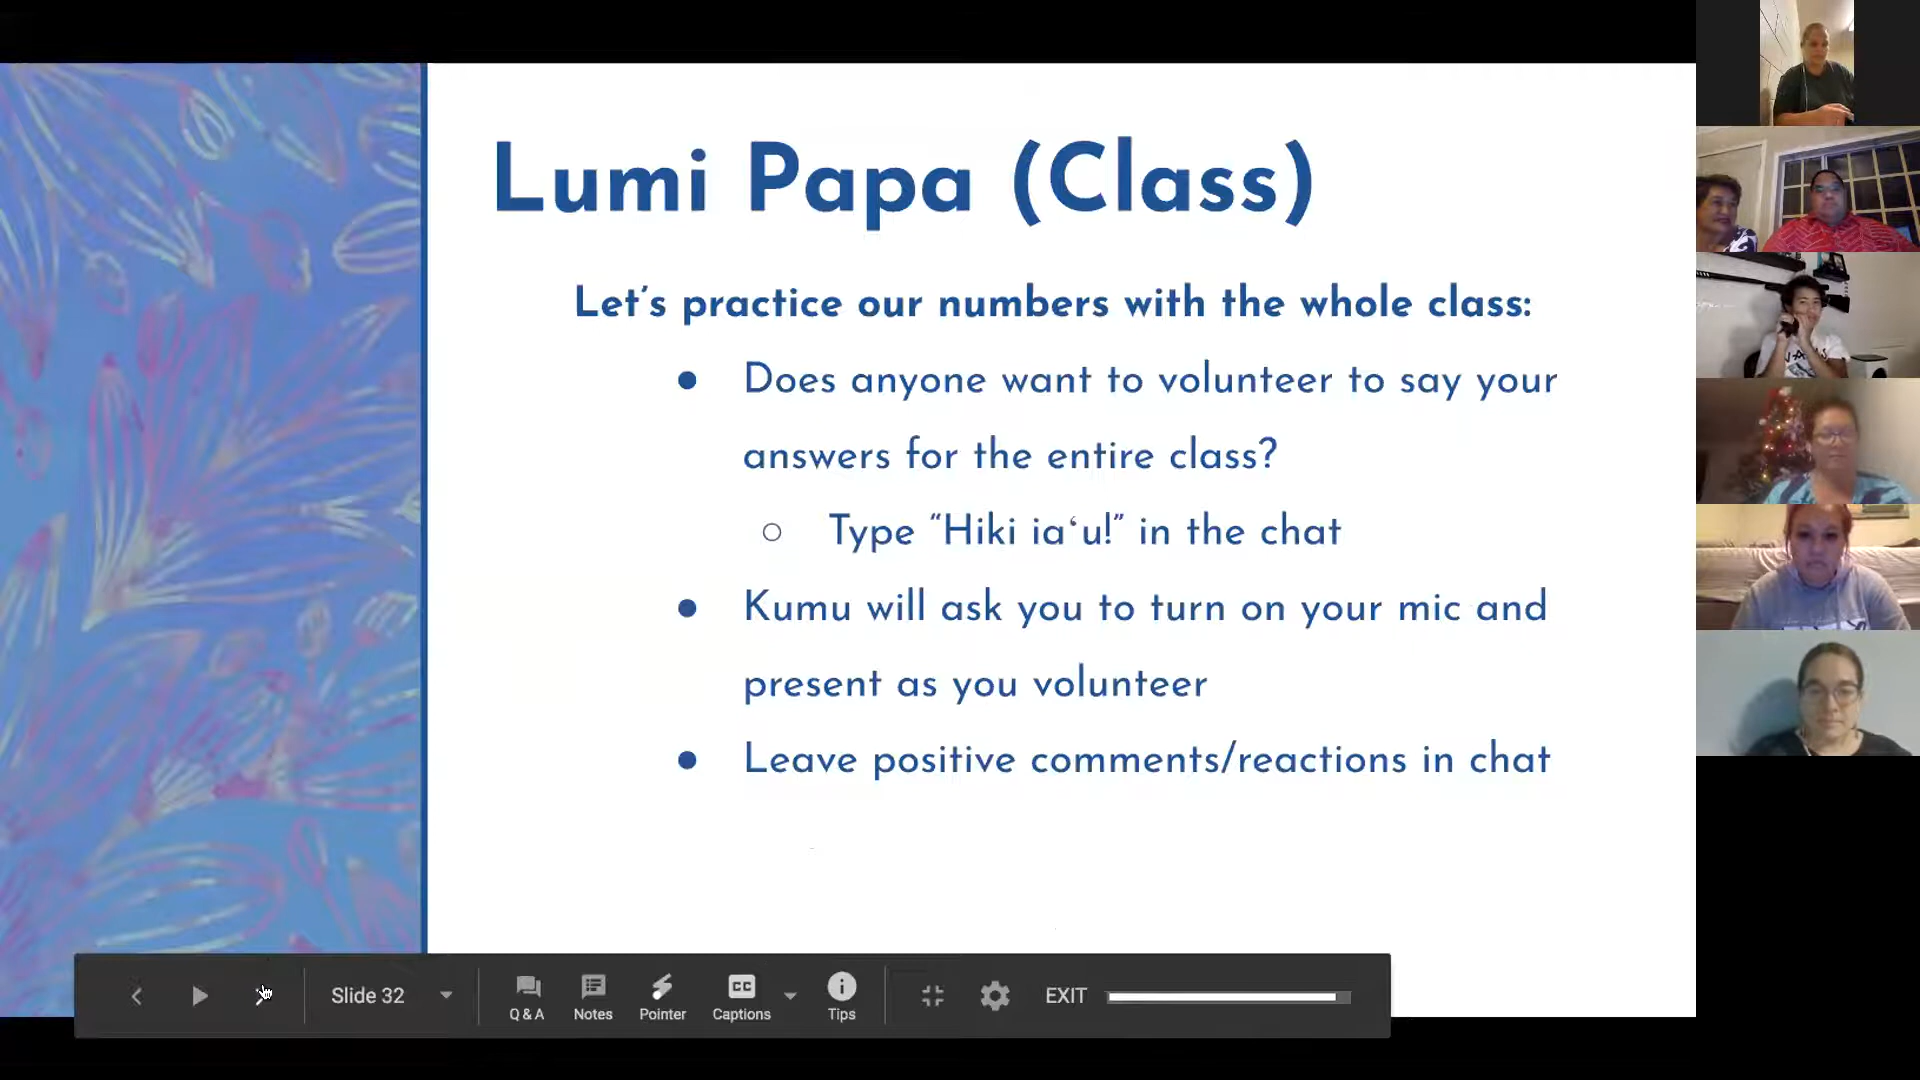 Lumi Papa (Class)
Let's practice our numbers with the whole class:
● Does anyone want to volunteer to say your
answers for the entire class?
○ Type “Hiki iaʻu!” in the chat
● Kumu will ask you to turn on your mic and
present as you volunteer
● Leave positive comments/reactions in chat
Slide 32
Q & A
Notes
Pointer
CC
Captions
Tips
EXIT